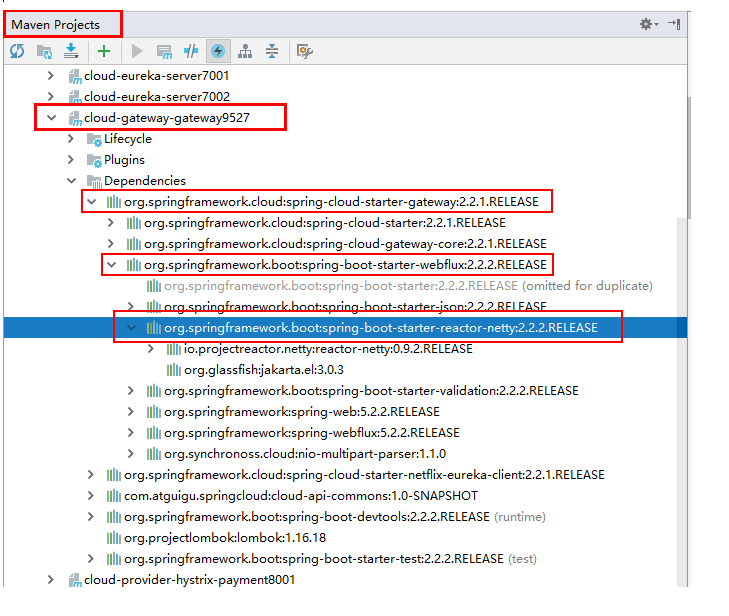 Maven Projects
cloud-eureka-server7001
cloud-eureka-server7002
cloud-gateway-gateway9527
Lifecycle
Plugins
Dependencies
org.springframework.cloud:spring-cloud-starter-gateway:2.2.1.RELEASE
org.springframework.cloud:spring-cloud-starter:2.2.1.RELEASE
org.springframework.cloud:spring-cloud-gateway-core:2.2.1.RELEASE
org.springframework.boot:spring-boot-starter-webflux:2.2.2.RELEASE
org.springframework.boot:spring-boot-starter:2.2.2.RELEASE (omitted for duplicate)
org.springframework.boot:spring-boot-starter-json:2.2.2.RELEASE
org.springframework.boot:spring-boot-starter-reactor-netty:2.2.2.RELEASE
io.projectreactor.netty:reactor-netty:0.9.2.RELEASE
org.glassfish:jakarta.el:3.0.3
org.springframework.boot:spring-boot-starter-validation:2.2.2.RELEASE
org.springframework:spring-web:5.2.2.RELEASE
org.springframework:spring-webflux:5.2.2.RELEASE
org.synchronoss.cloud:nio-multipart-parser:1.1.0
org.springframework.cloud:spring-cloud-starter-netflix-eureka-client:2.2.1.RELEASE
com.atguigu.springcloud:cloud-api-commons:1.0-SNAPSHOT
org.springframework.boot:spring-boot-devtools:2.2.2.RELEASE (runtime)
org.projectlombok:lombok:1.16.18
org.springframework.boot:spring-boot-starter-test:2.2.2.RELEASE (test)
cloud-provider-hystrix-payment8001